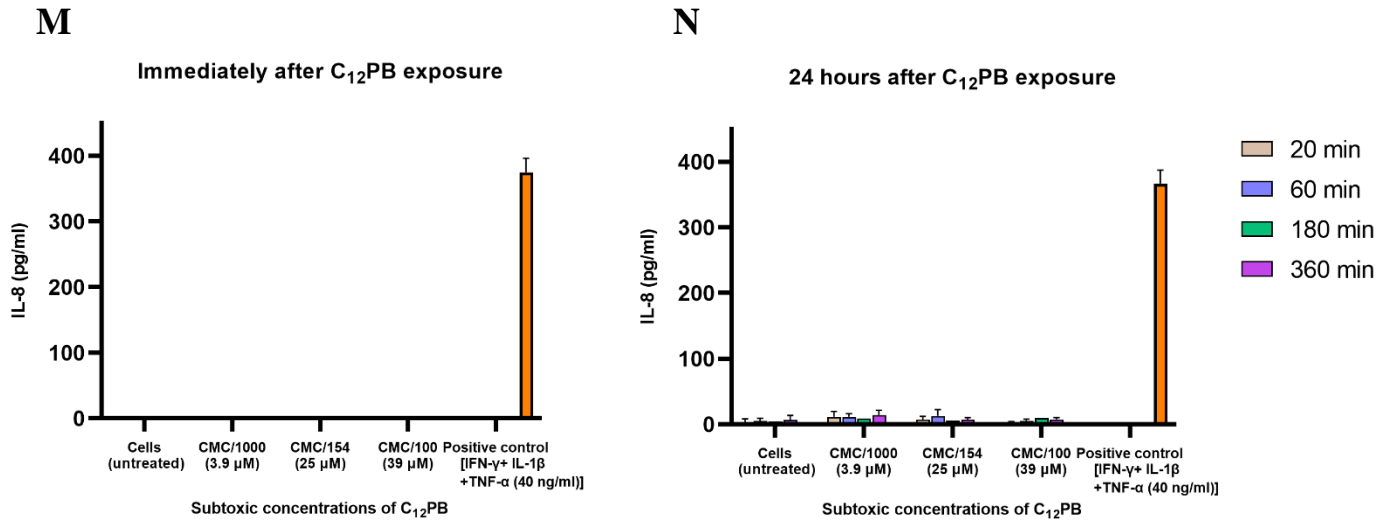 M
Immediately after C₁₂PB exposure
IL-8 (pg/ml)
400
300
200
100
0
Cells
(untreated)
CMC/1000
(3.9 µM)
CMC/154
(25 µM)
CMC/100
(39 µM)
Positive control
[IFN-γ+ IL-1β
+TNF-α (40 ng/ml)]
Subtoxic concentrations of C₁₂PB
N
24 hours after C₁₂PB exposure
IL-8 (pg/ml)
400
300
200
100
0
Cells
(untreated)
CMC/1000
(3.9 µM)
CMC/154
(25 µM)
CMC/100
(39 µM)
Positive control
[IFN-γ+ IL-1β
+TNF-α (40 ng/ml)]
Subtoxic concentrations of C₁₂PB
20 min
60 min
180 min
360 min